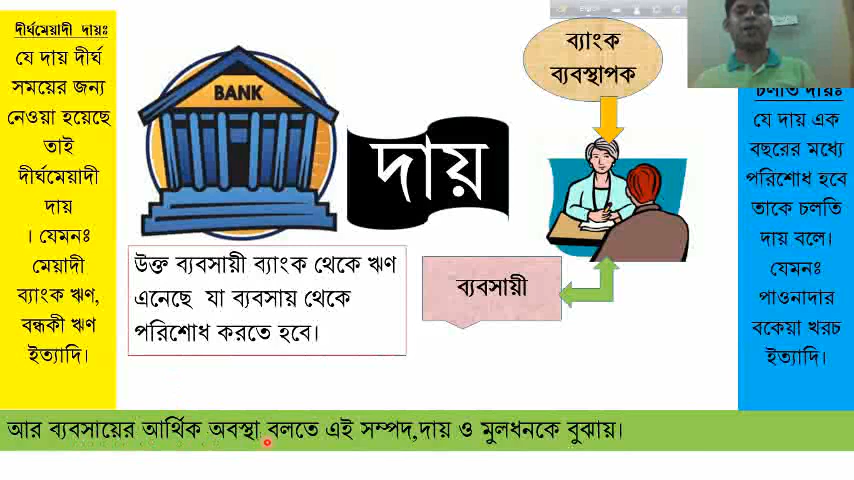 দীর্ঘমেয়াদী দায়ঃ
যে দায় দীর্ঘ
সময়ের জন্য
নেওয়া হয়েছে
তাই
দীর্ঘমেয়াদী
দায়
। যেমনঃ
মেয়াদী
ব্যাংক ঋণ,
বন্ধকী ঋণ
ইত্যাদি।
BANK
দায়
ব্যাংক
ব্যবস্থাপক
উক্ত ব্যবসায়ী ব্যাংক থেকে ঋণ
এনেছে যা ব্যবসায় থেকে
পরিশোধ করতে হবে।
ব্যবসায়ী
চলতি দায়ঃ
যে দায় এক
বছরের মধ্যে
পরিশোধ হবে
তাকে চলতি
দায় বলে।
যেমনঃ
পাওনাদার
বকেয়া খরচ
ইত্যাদি।
আর ব্যবসায়ের আর্থিক অবস্থা বলতে এই সম্পদ,দায় ও মুলধনকে বুঝায়।